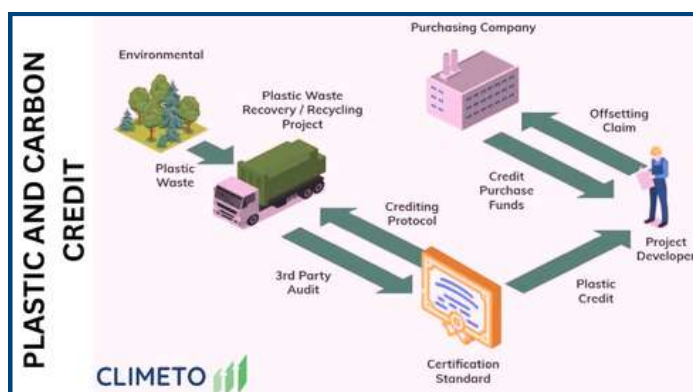 PLASTIC AND CARBON
CREDIT
Environmental
Plastic
Waste
Plastic Waste
Recovery / Recycling
Project
Purchasing Company
Offsetting
Claim
Credit
Purchase
Funds
Crediting
Protocol
3rd Party
Audit
Project
Developer
Plastic
Credit
Certification
Standard
CLIMETO